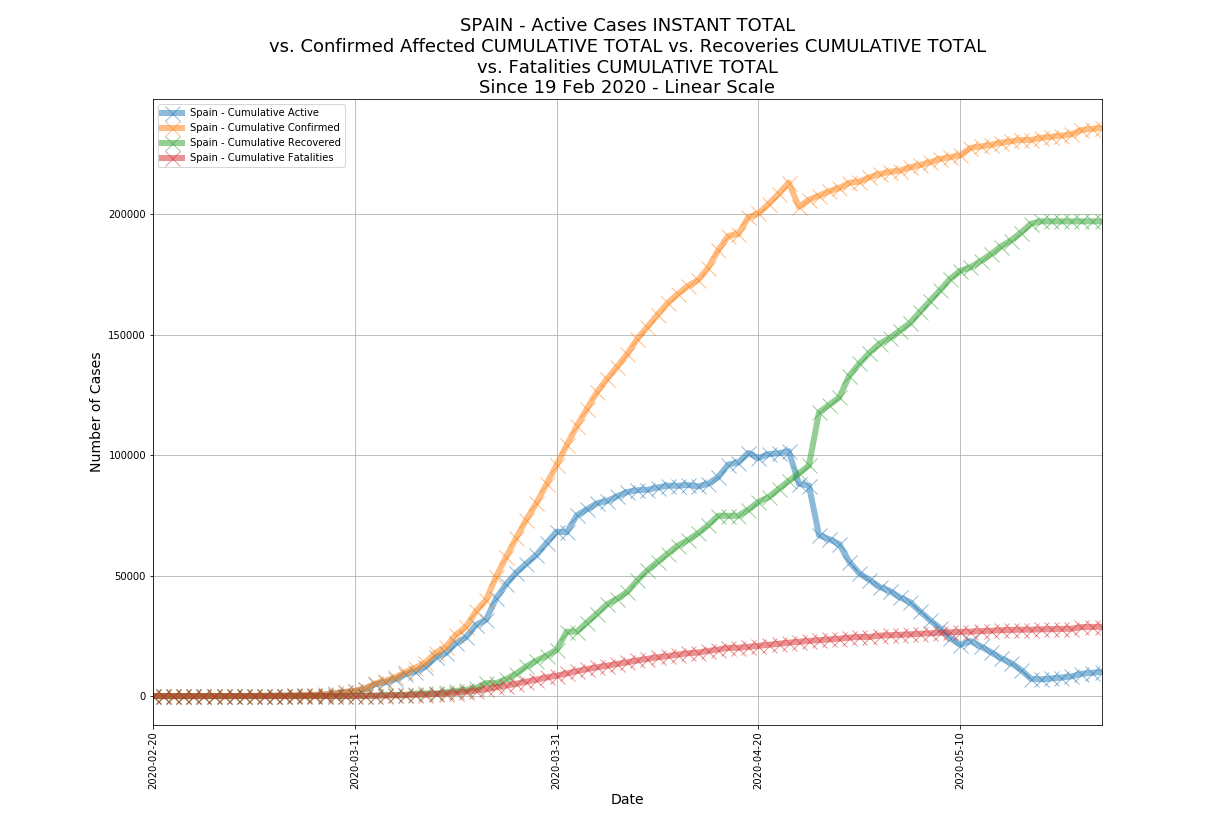 SPAIN - Active Cases INSTANT TOTAL
vs. Confirmed Affected CUMULATIVE TOTAL vs. Recoveries CUMULATIVE TOTAL
vs. Fatalities CUMULATIVE TOTAL
Since 19 Feb 2020 - Linear Scale
Spain - Cumulative Active
Spain - Cumulative Confirmed
Spain - Cumulative Recovered
Spain - Cumulative Fatalities
Number of Cases
200000
150000
100000
50000
0
2020-02-20
2020-03-11
2020-03-31
2020-04-20
2020-05-10
Date